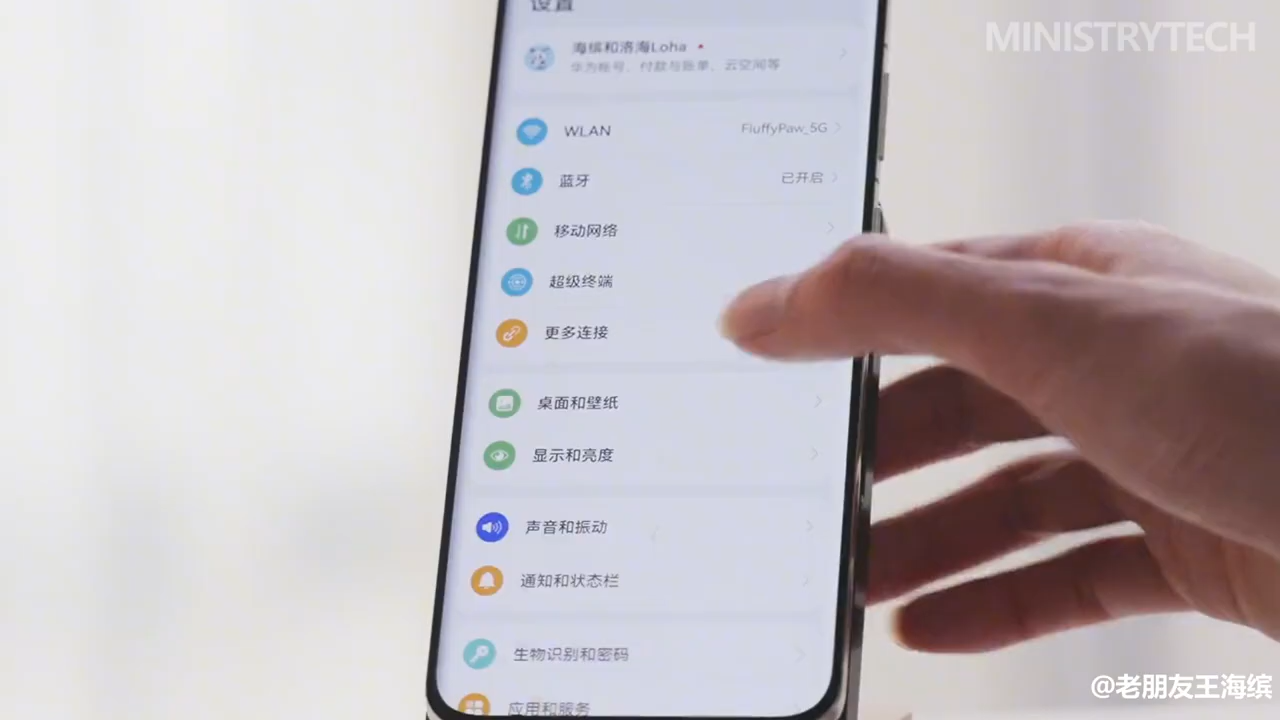 设置
MINISTRYTECH
海缤和洛海Loha
华为帐号、付款与账单、云空间等
WLAN
FluffyPaw_5G
蓝牙
已开启
移动网络
超级终端
更多连接
桌面和壁纸
显示和亮度
声音和振动
通知和状态栏
生物识别和密码
应用和服务
@老朋友王海缤